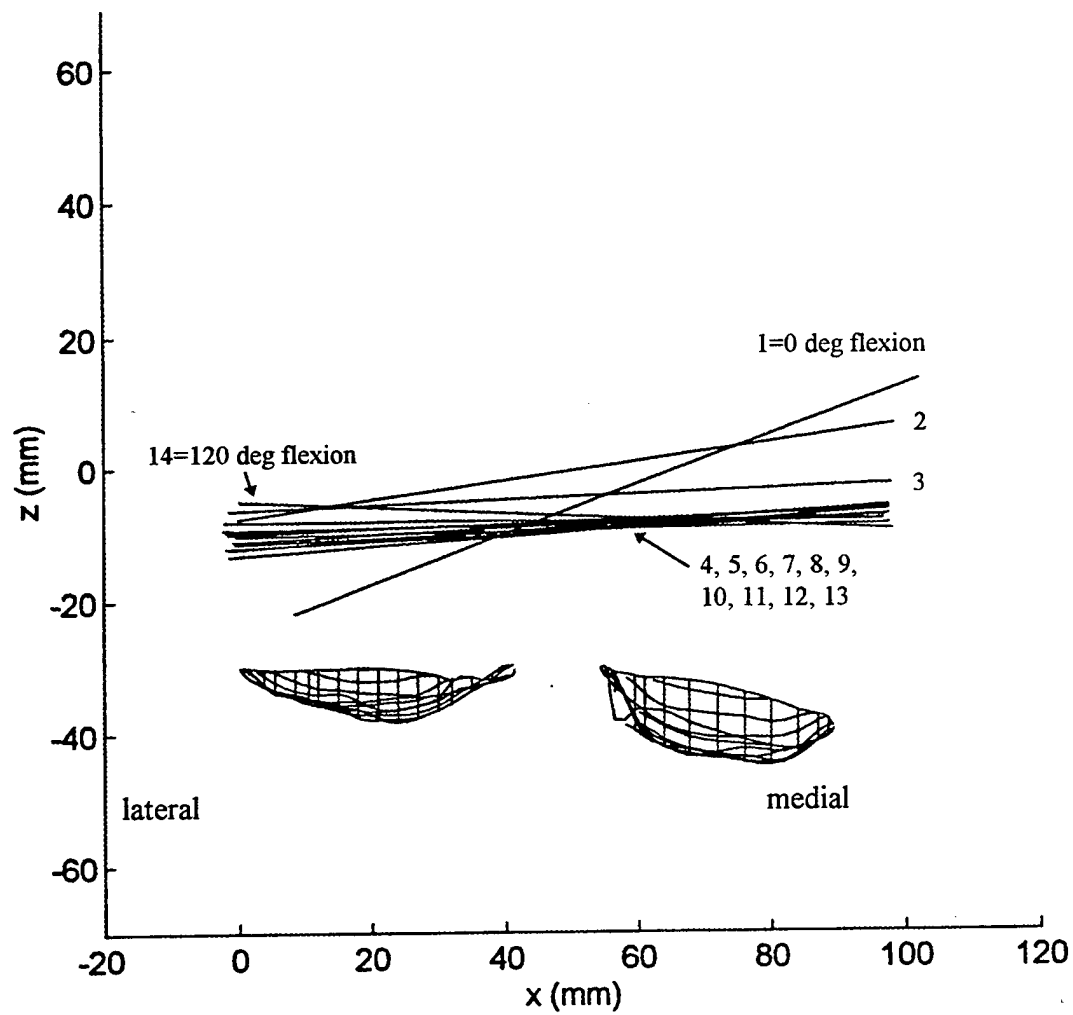 60
40
20
0
-20
-40
-60
z (mm)
1=0 deg flexion
2
3
14=120 deg flexion
4, 5, 6, 7, 8, 9,
10, 11, 12, 13
lateral
medial
-20 0 20 40 60 80 100 120
x (mm)